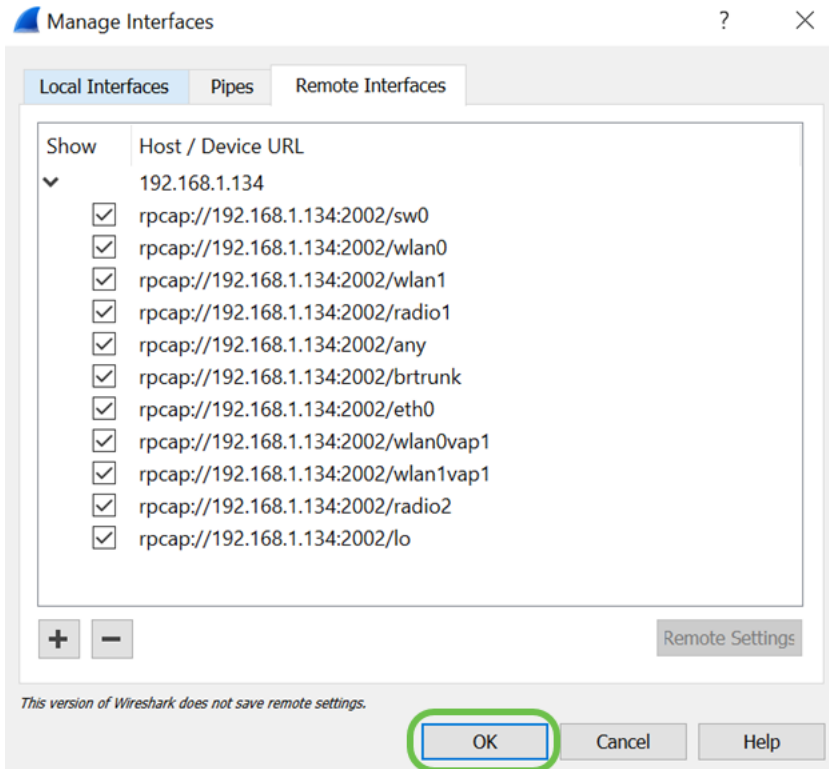 Manage Interfaces ?
Local Interfaces Pipes Remote Interfaces
Show Host / Device URL
192.168.1.134
rpcap://192.168.1.134:2002/sw0
rpcap://192.168.1.134:2002/wlan0
rpcap://192.168.1.134:2002/wlan1
rpcap://192.168.1.134:2002/radio1
rpcap://192.168.1.134:2002/any
rpcap://192.168.1.134:2002/brtrunk
rpcap://192.168.1.134:2002/eth0
rpcap://192.168.1.134:2002/wlan0vap1
rpcap://192.168.1.134:2002/wlan1vap1
rpcap://192.168.1.134:2002/radio2
rpcap://192.168.1.134:2002/lo
+ − Remote Settings
This version of Wireshark does not save remote settings.
OK Cancel Help